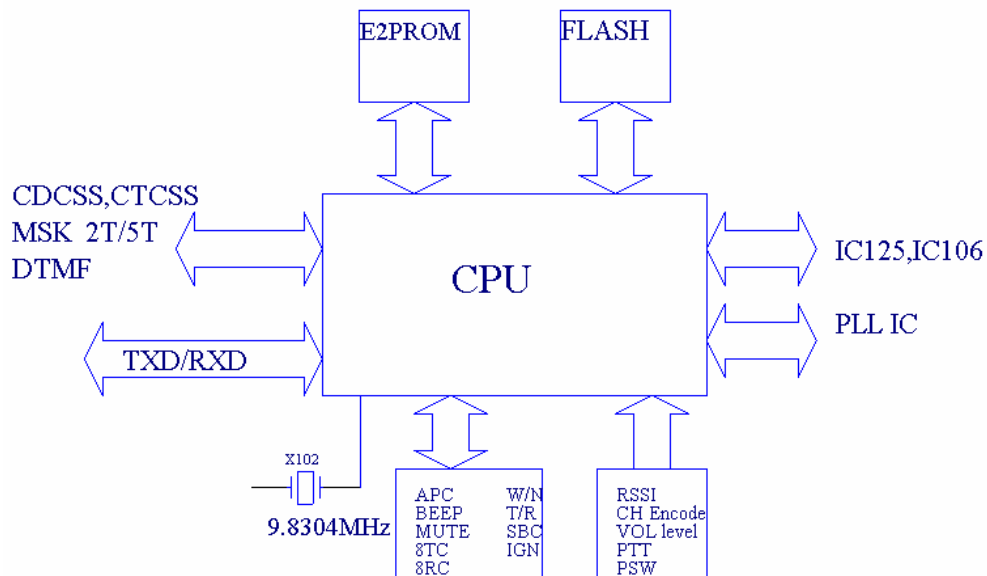 E2PROM
FLASH
CDCSS,CTCSS
MSK 2T/5T
DTMF
CPU
IC125,IC106
PLL IC
TXD/RXD
X102
9.8304MHz
APC W/N
BEEP T/R
MUTE SBC
8TC IGN
8RC
RSSI
CH Encode
VOL level
PTT
PSW